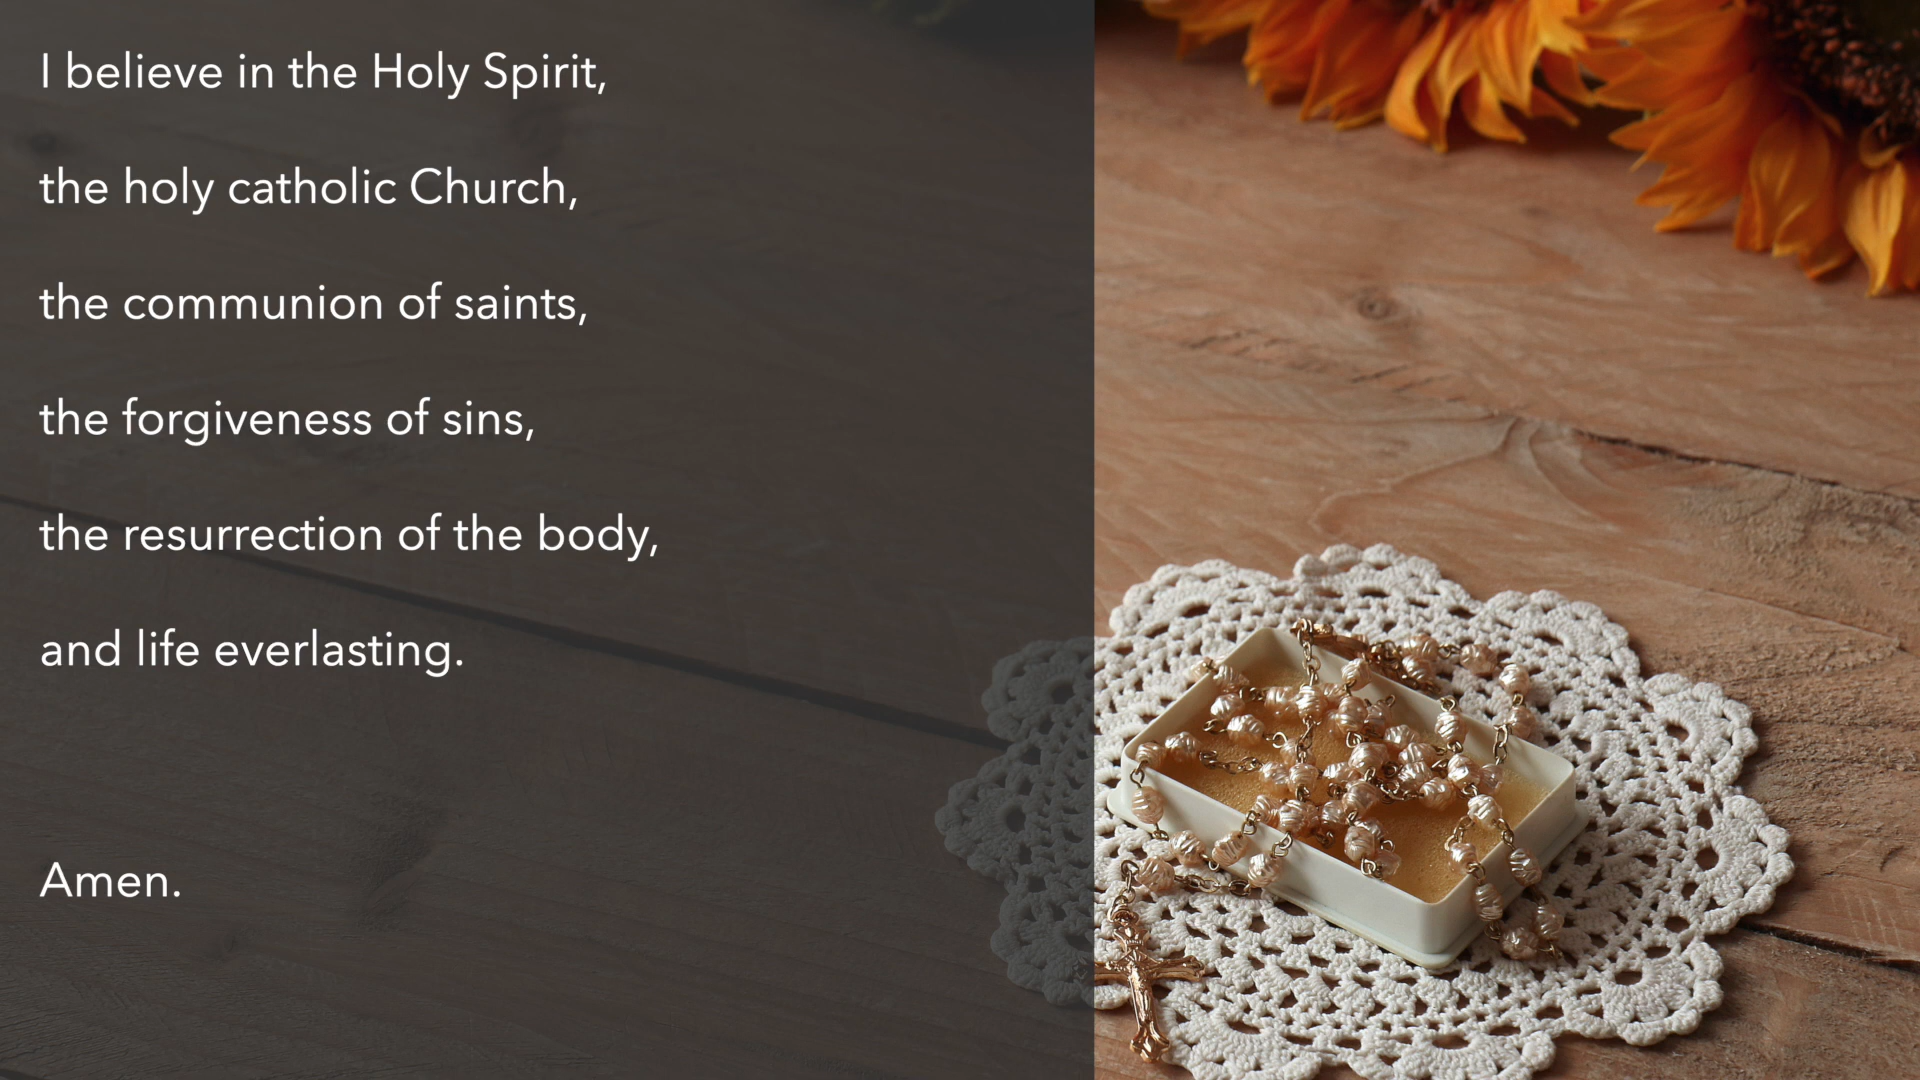 I believe in the Holy Spirit,
the holy catholic Church,
the communion of saints,
the forgiveness of sins,
the resurrection of the body,
and life everlasting.
Amen.